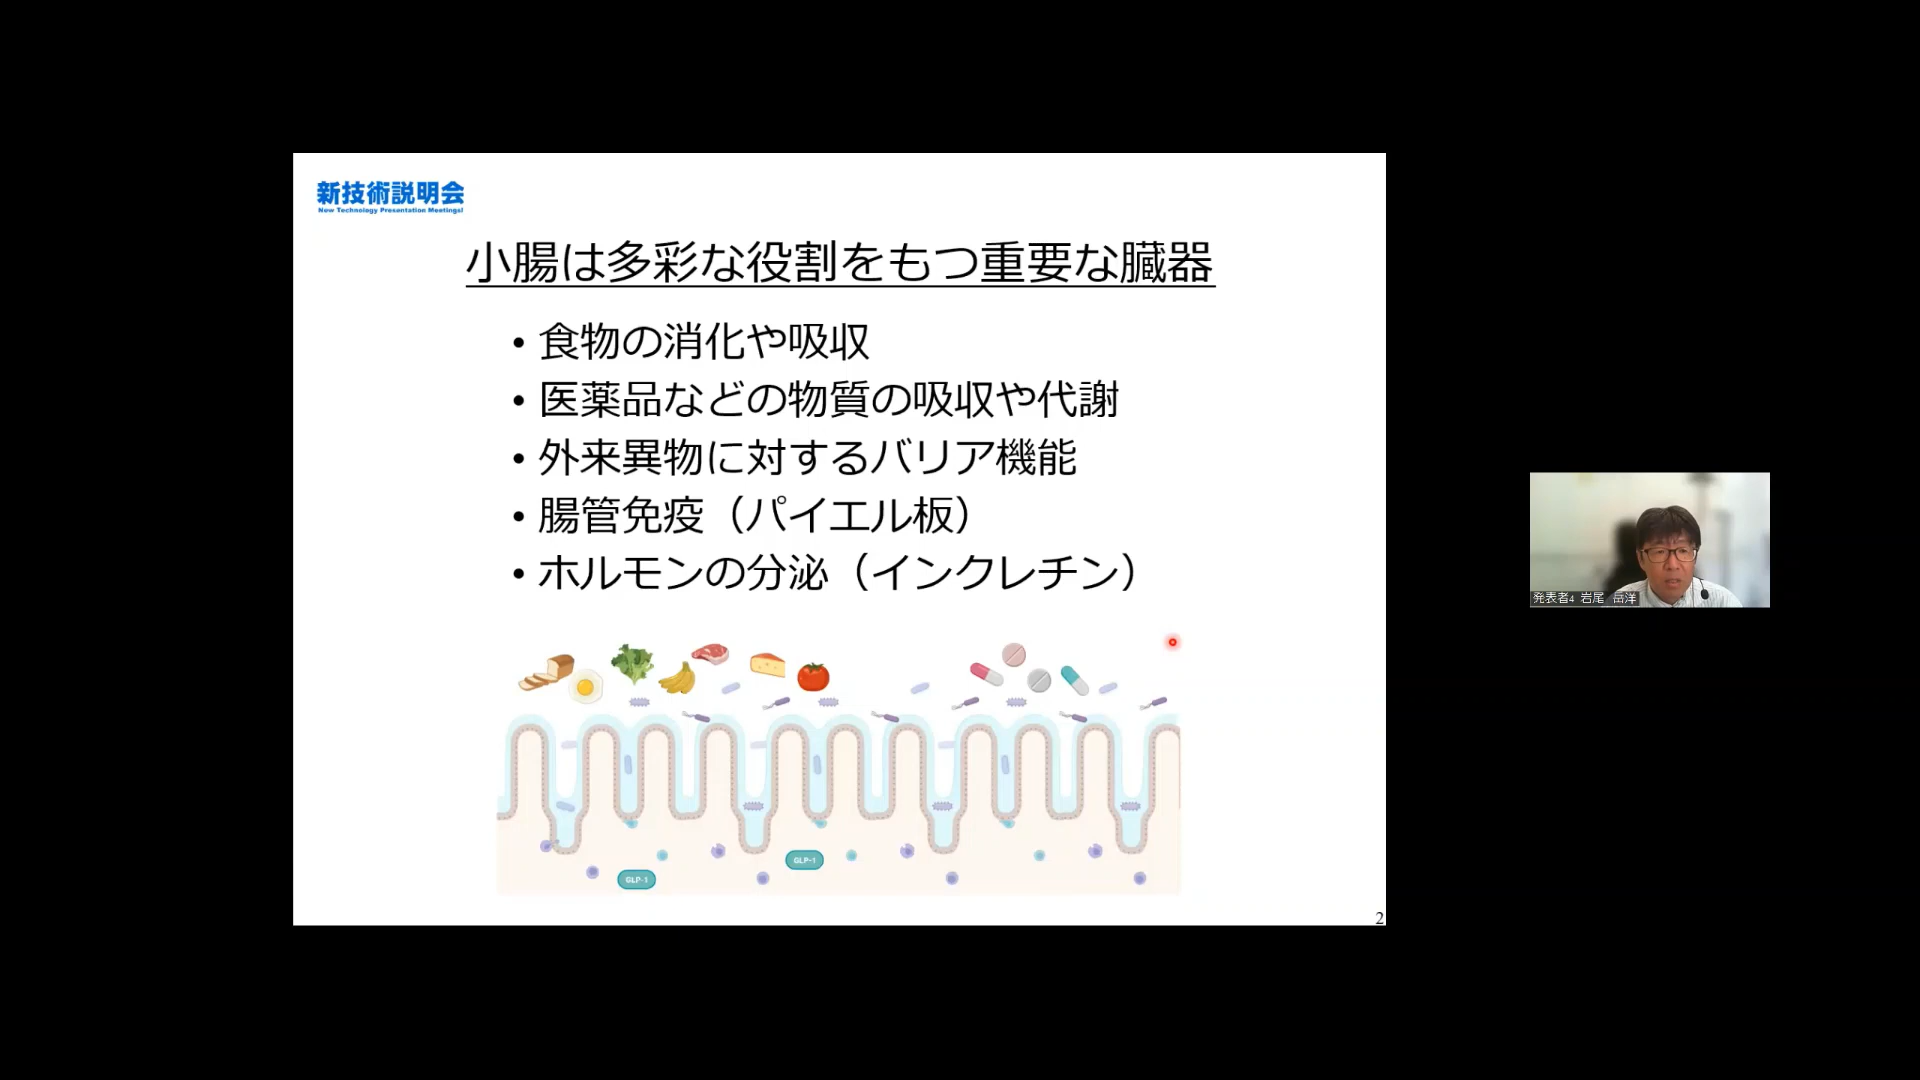 新技術説明会
New Technology Presentation Meetings!
小腸は多彩な役割をもつ重要な臓器
• 食物の消化や吸収
• 医薬品などの物質の吸収や代謝
• 外来異物に対するバリア機能
• 腸管免疫（パイエル板）
• ホルモンの分泌（インクレチン）
発表者4 岩尾 岳洋
GLP-1
GLP-1
2